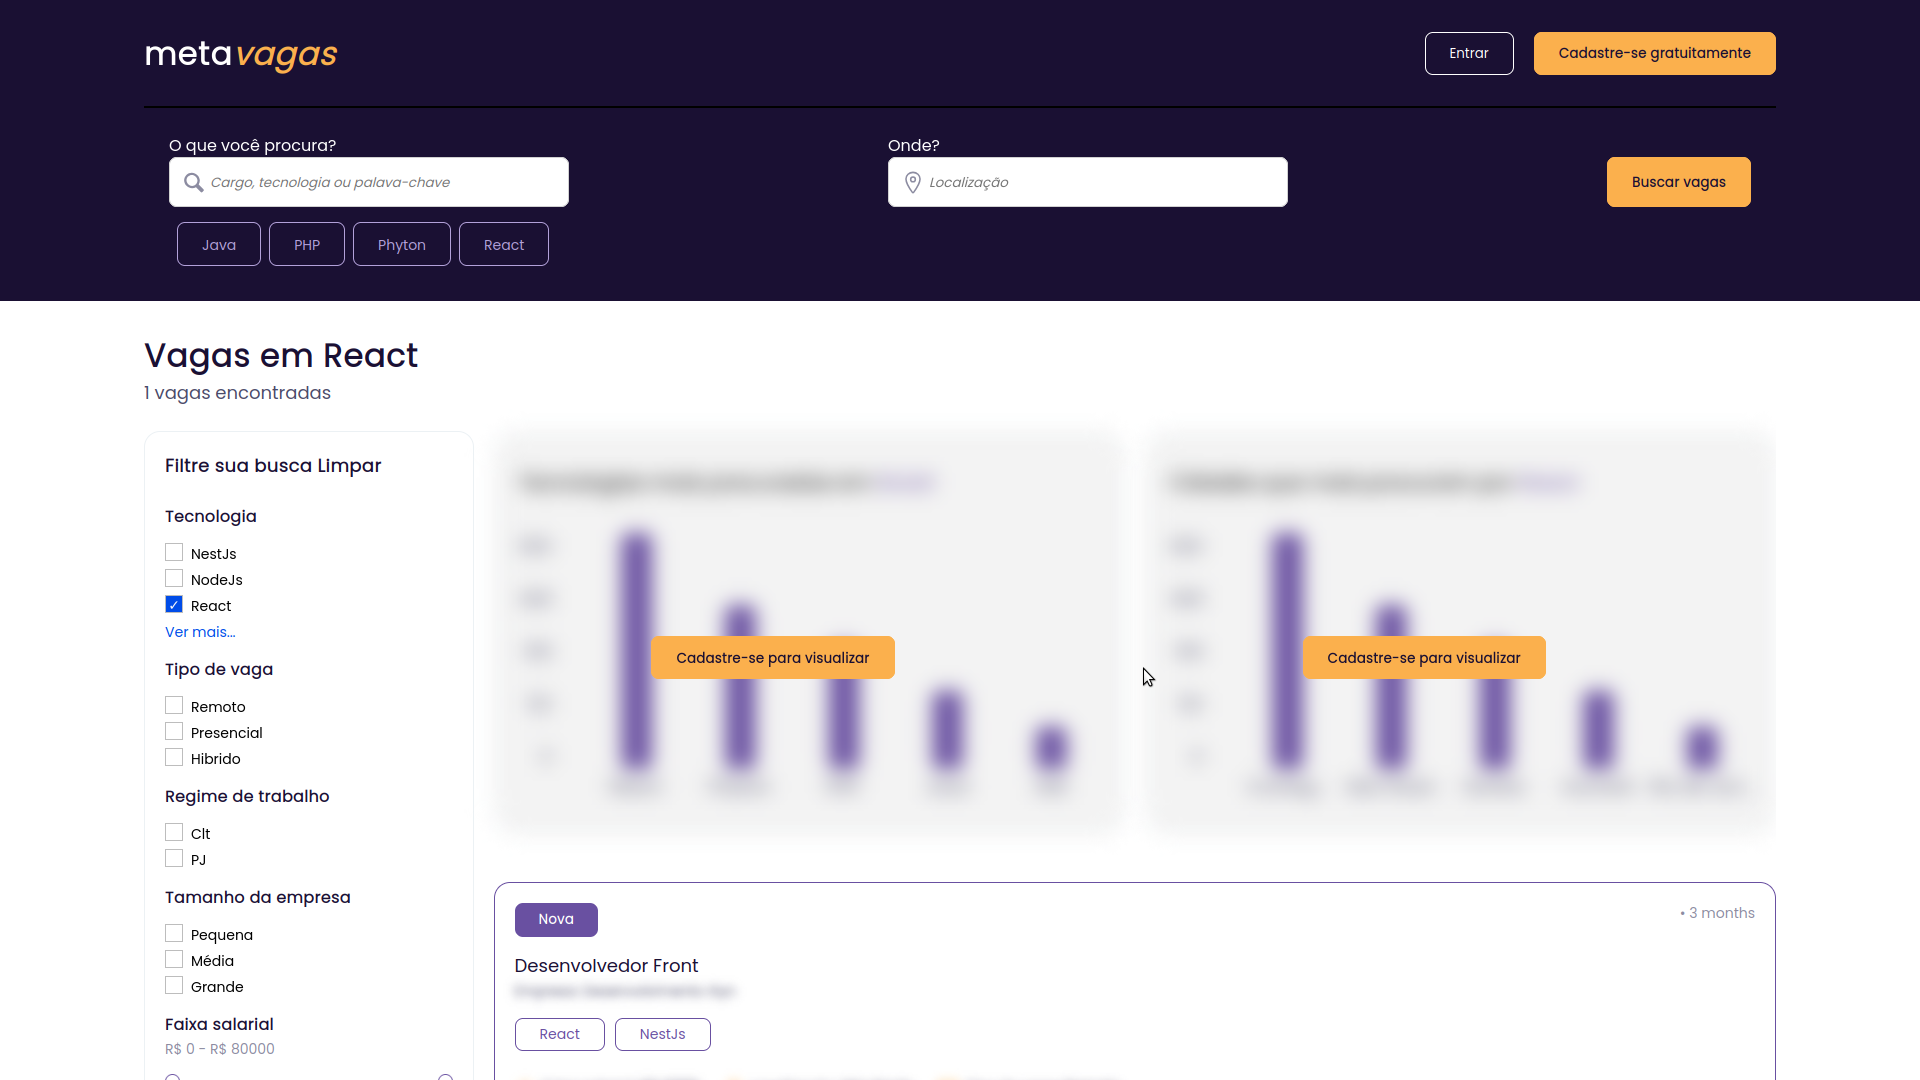 metavagas
Entrar
Cadastre-se gratuitamente
O que você procura?
Onde?
Cargo, tecnologia ou palava-chave
Localização
Buscar vagas
Java
PHP
Phyton
React
Vagas em React
1 vagas encontradas
Filtre sua busca Limpar
Tecnologia
NestJs
NodeJs
✓ React
Ver mais...
Tipo de vaga
Remoto
Presencial
Hibrido
Regime de trabalho
Clt
PJ
Tamanho da empresa
Pequena
Média
Grande
Faixa salarial
R$ 0 - R$ 80000
Cadastre-se para visualizar
Cadastre-se para visualizar
Nova
• 3 months
Desenvolvedor Front
React
NestJs